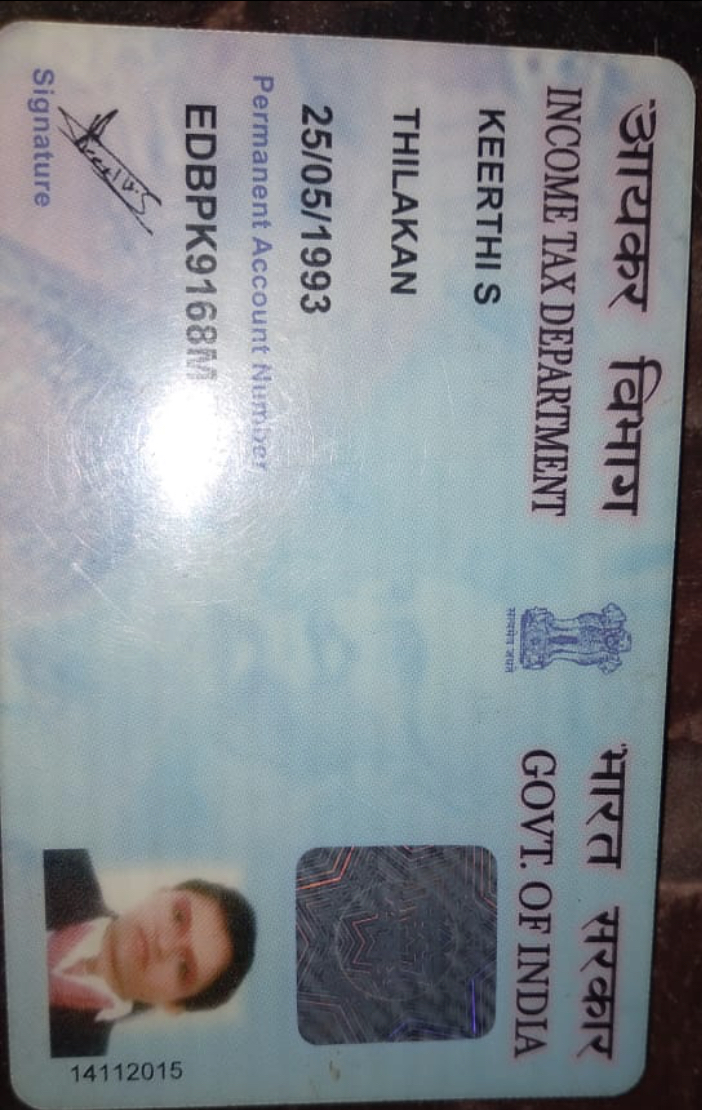 आयकर विभाग
INCOME TAX DEPARTMENT
भारत सरकार
GOVT. OF INDIA
सत्यमेव जयते
KEERTHI S
THILAKAN
25/05/1993
Permanent Account Number
EDBPK9168M
Signature
14112015